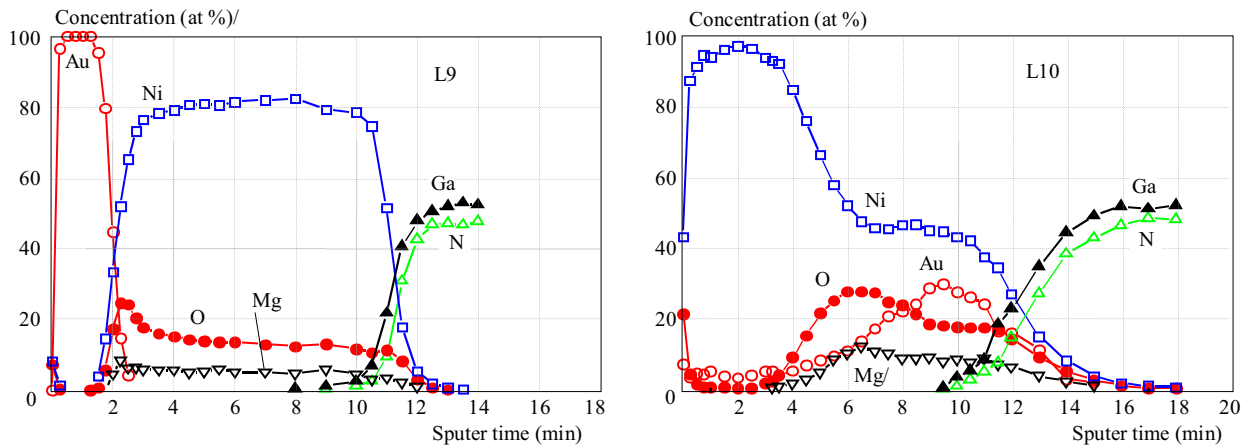 Concentration (at %)/
100
80
60
40
20
0
Au
Ni
L9
Ga
N
Mg
O
2 4 6 8 10 12 14 16 18
Sputer time (min)
Concentration (at %)
100
80
60
40
20
0
L10
Ni
Ga
N
Au
O
Mg/
2 4 6 8 10 12 14 16 18 20
Sputer time (min)